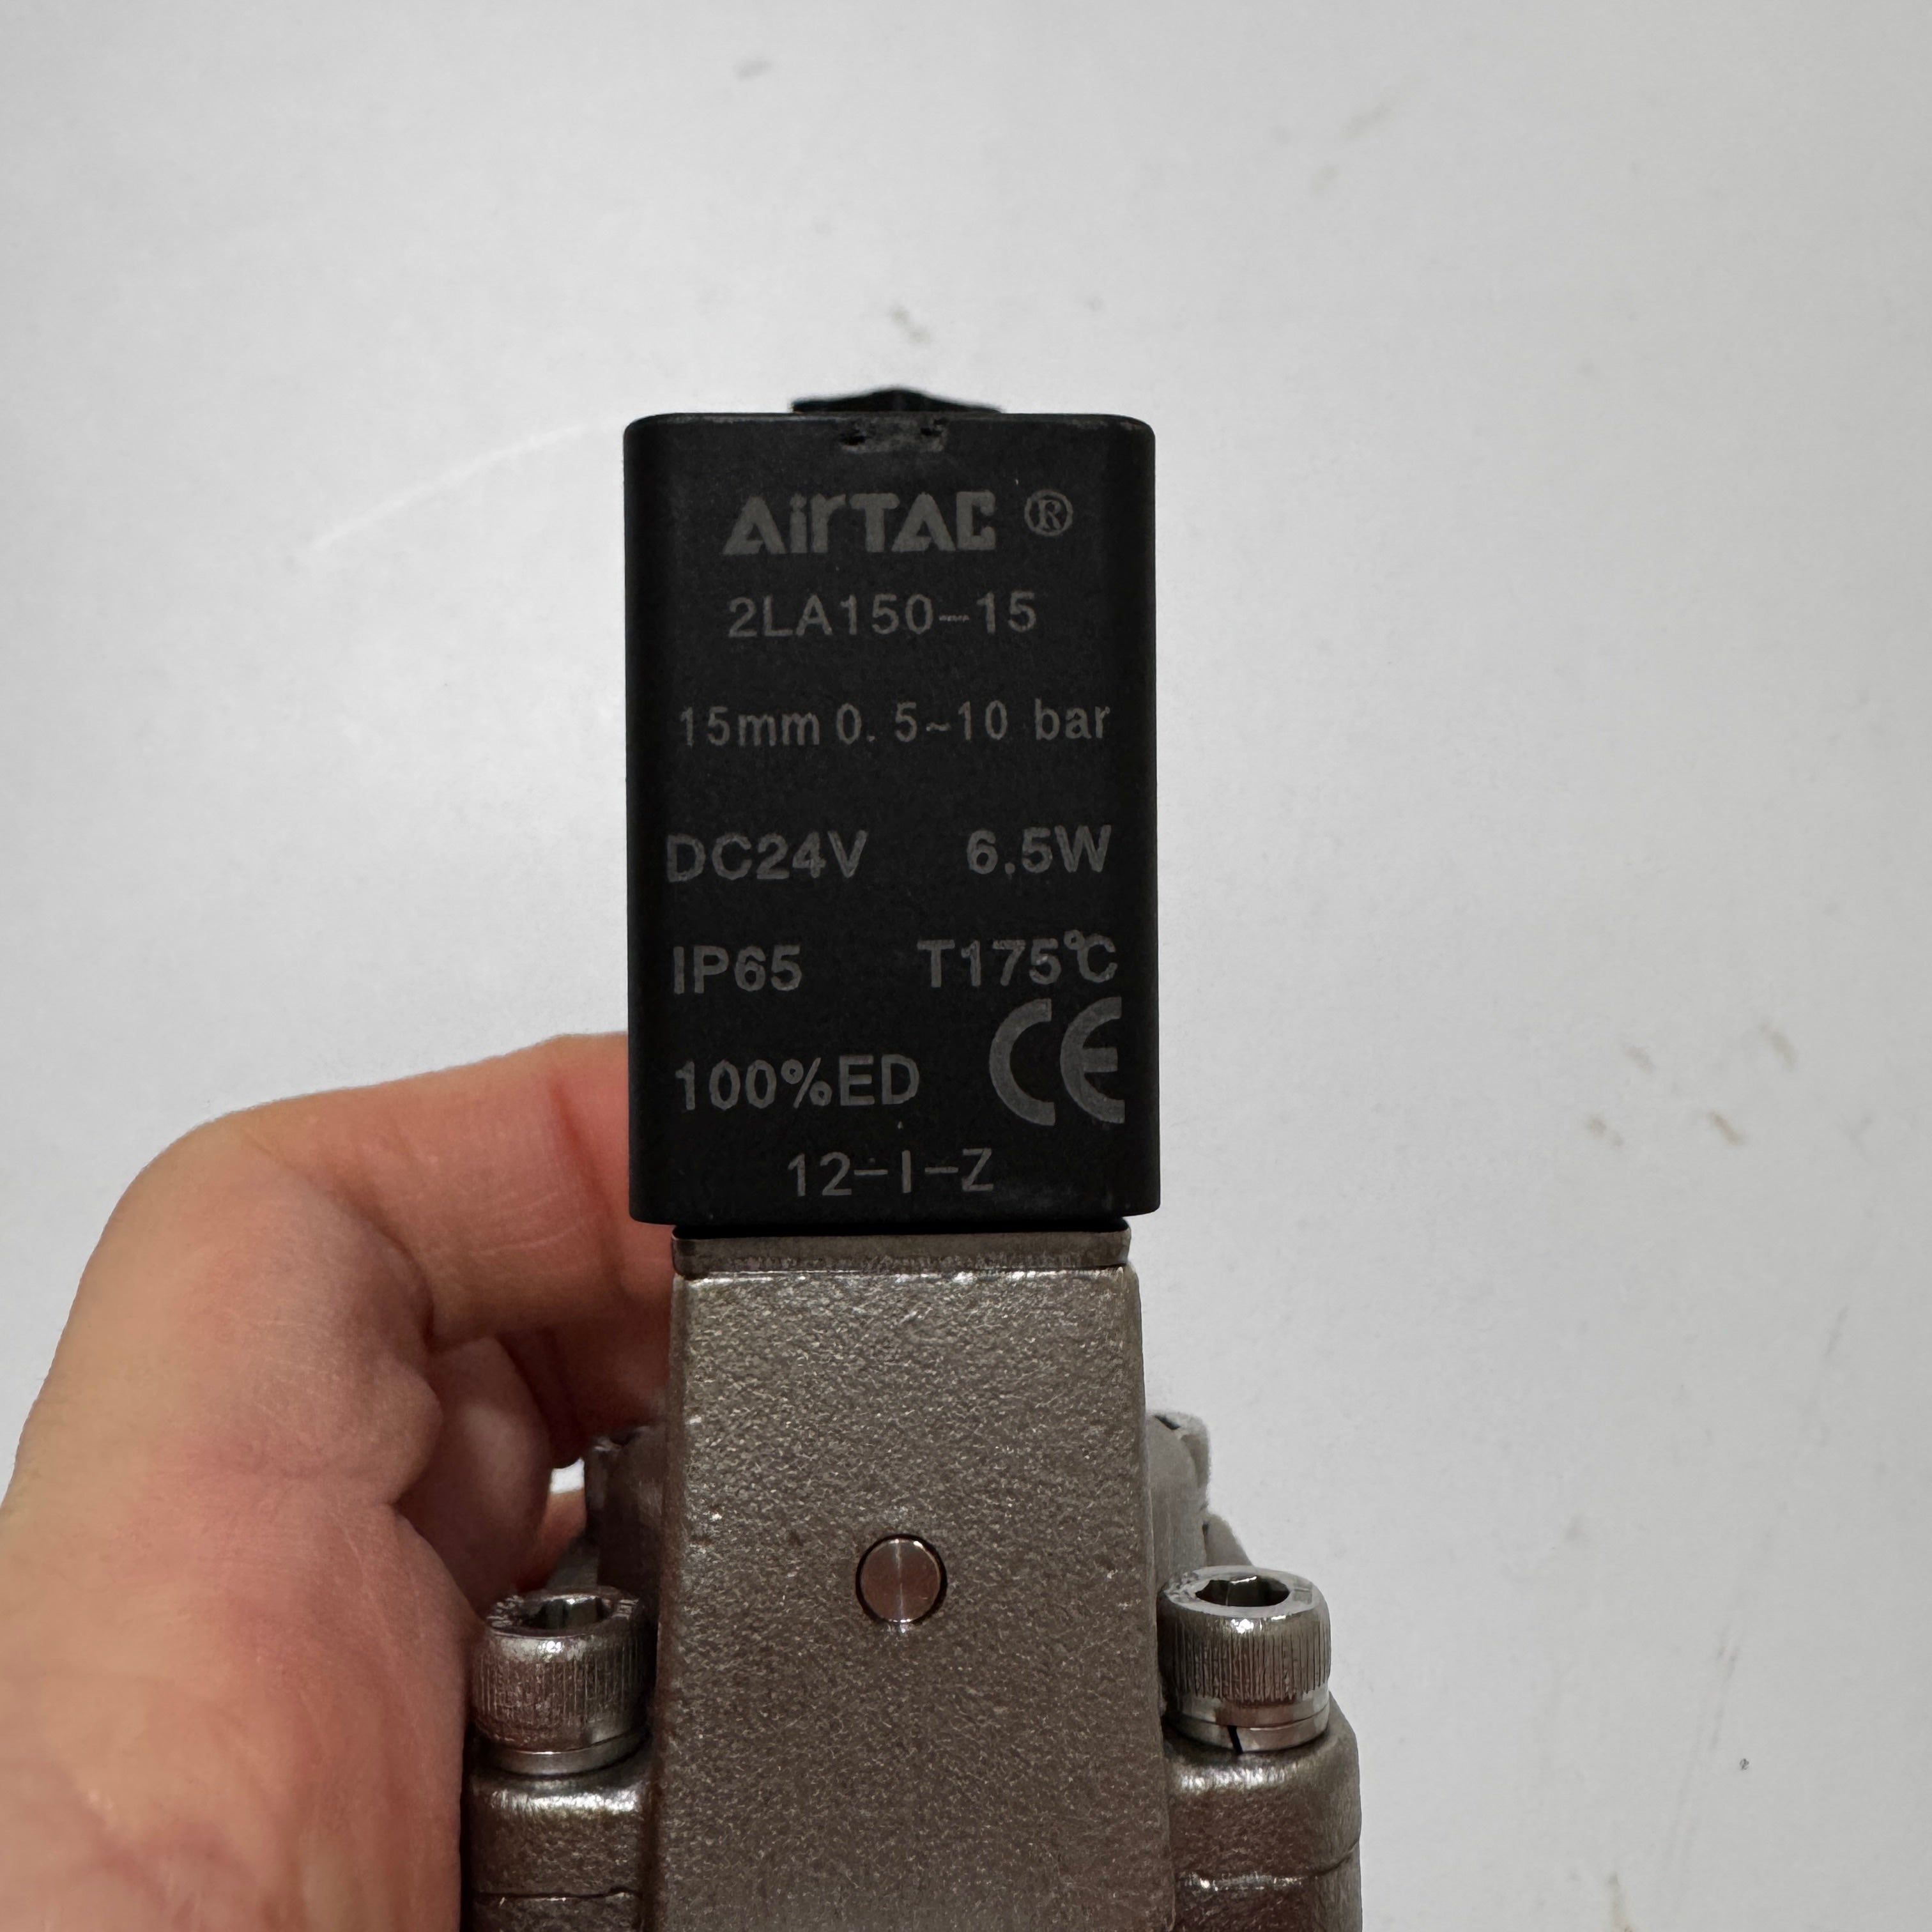 AirTAC ®
2LA150-15
15mm 0.5~10 bar
DC24V 6.5W
IP65 T175℃
100%ED CE
12-I-Z